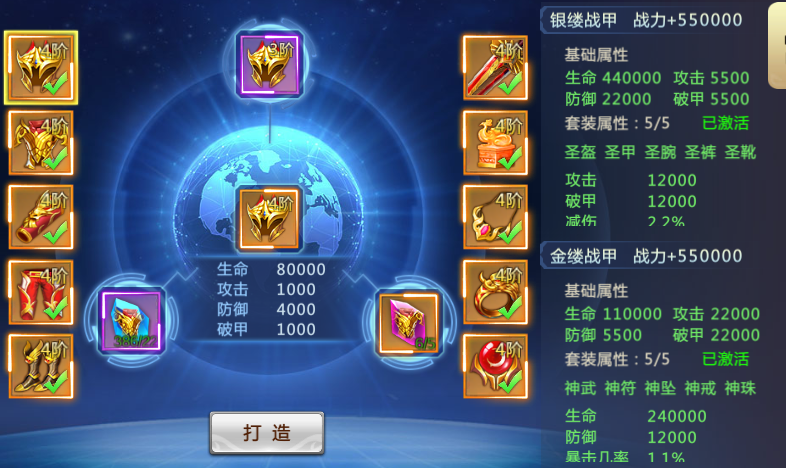 4阶
4阶
4阶
4阶
4阶
3阶
4阶
生命 80000
攻击 1000
防御 4000
破甲 1000
6/5
打 造
4阶
4阶
4阶
4阶
4阶
银缕战甲 战力+550000
基础属性
生命 440000 攻击 5500
防御 22000 破甲 5500
套装属性：5/5 已激活
圣盔 圣甲 圣腕 圣裤 圣靴
攻击 12000
破甲 12000
减伤 2.2%
金缕战甲 战力+550000
基础属性
生命 110000 攻击 22000
防御 5500 破甲 22000
套装属性：5/5 已激活
神武 神符 神坠 神戒 神珠
生命 240000
防御 12000
暴击几率 1.1%